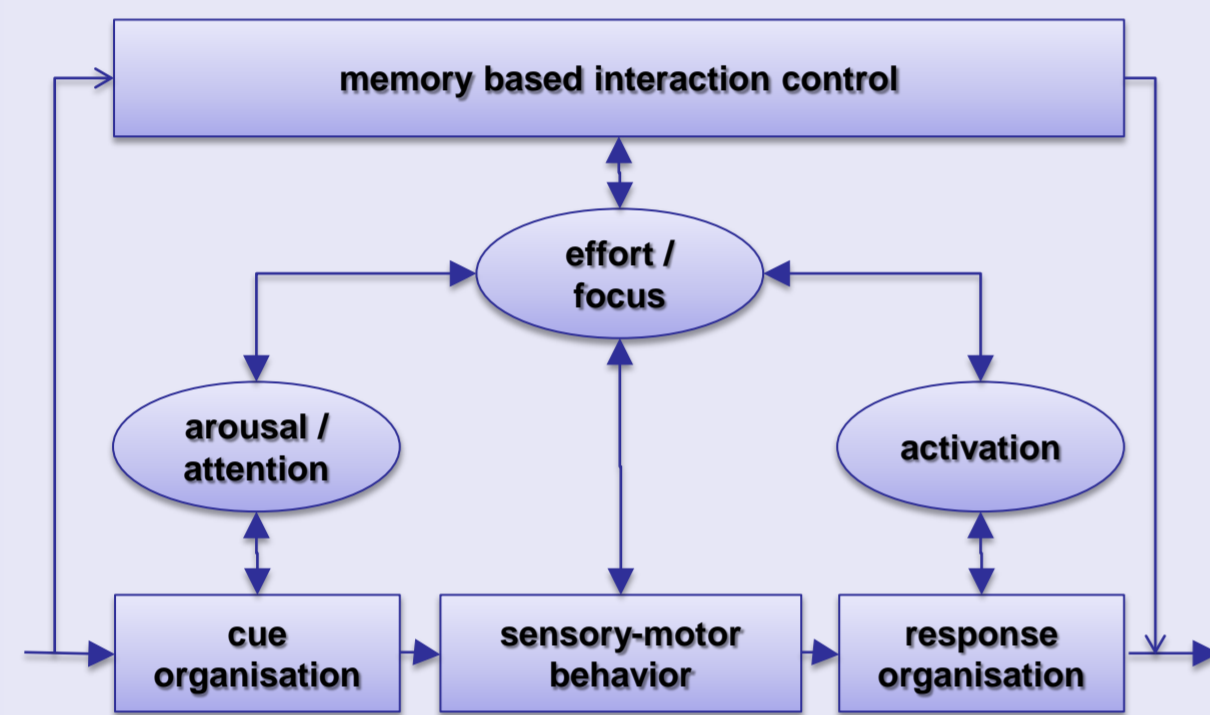 memory based interaction control
effort /
focus
arousal /
attention
activation
cue
organisation
sensory-motor
behavior
response
organisation